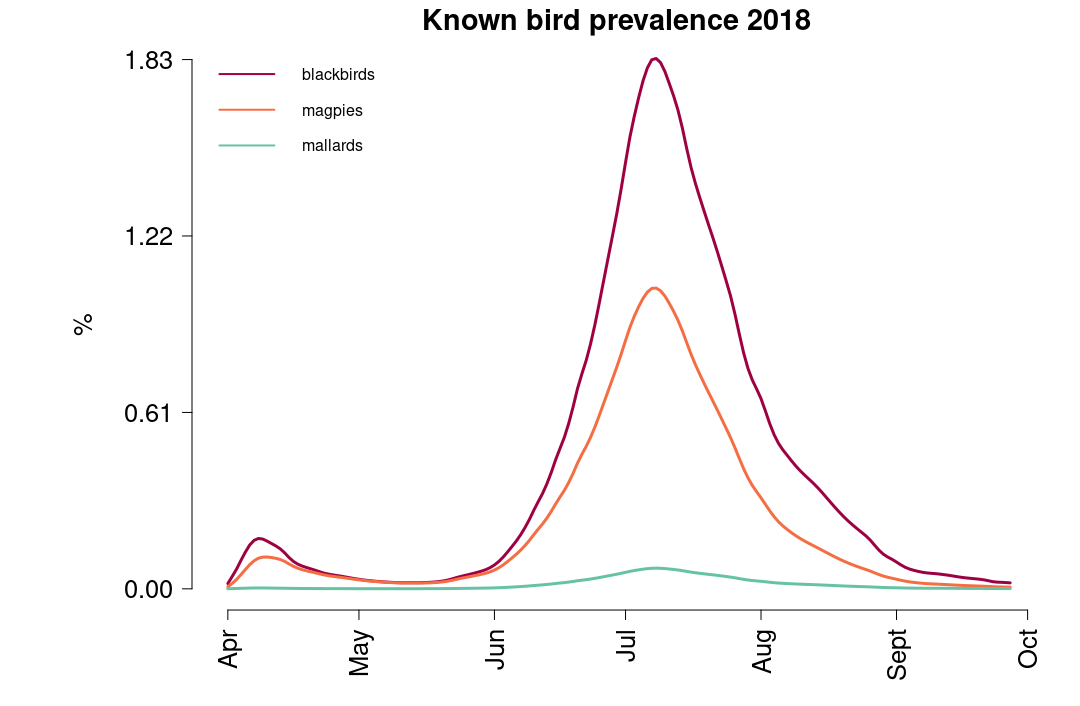 Known bird prevalence 2018
1.83
1.22
0.61
0.00
%
blackbirds
magpies
mallards
Apr
May
Jun
Jul
Aug
Sept
Oct